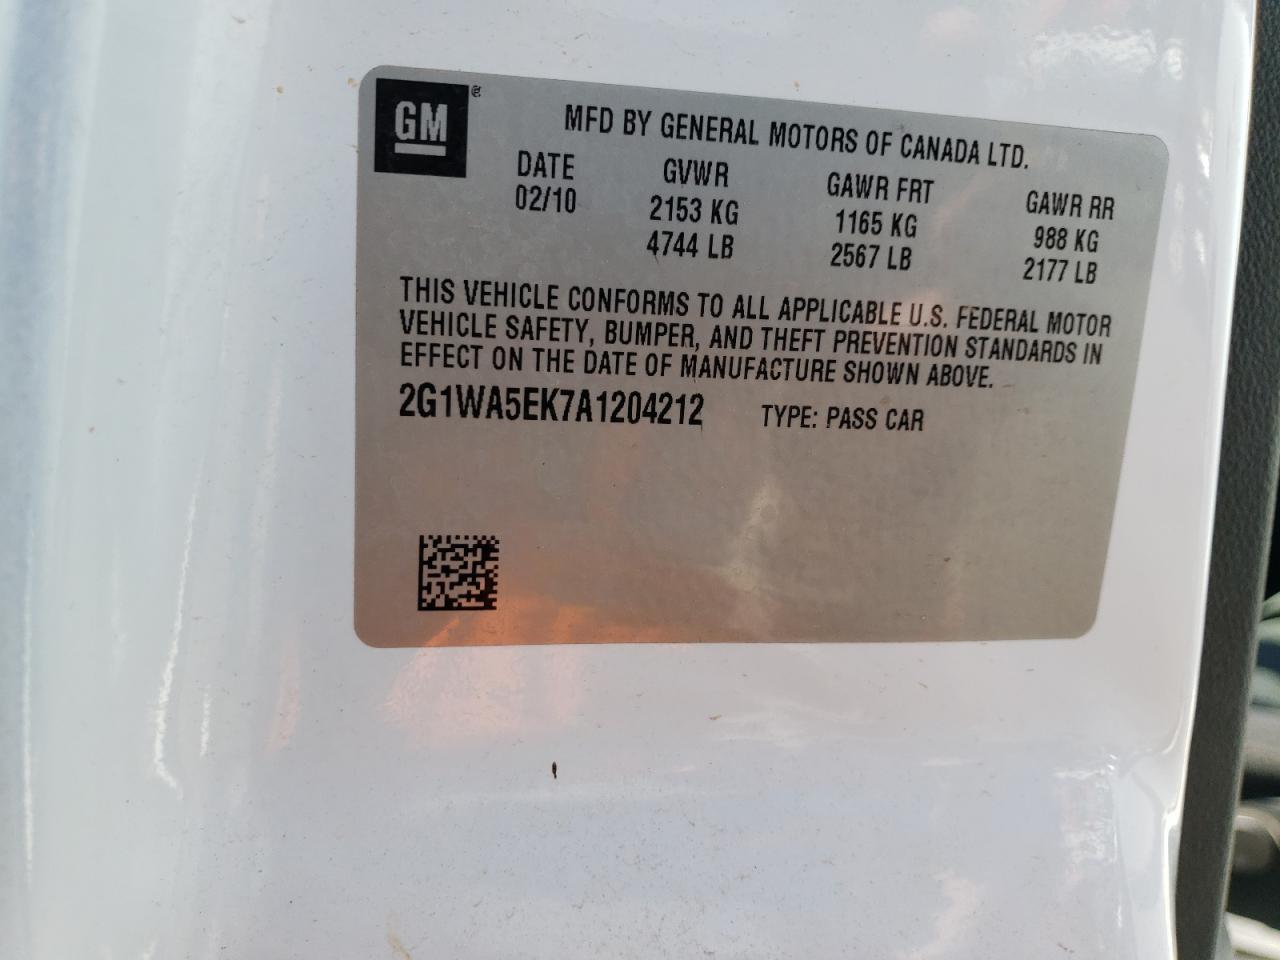 GM®
MFD BY GENERAL MOTORS OF CANADA LTD.
DATE GVWR GAWR FRT GAWR RR
02/10 2153 KG 1165 KG 988 KG
4744 LB 2567 LB 2177 LB
THIS VEHICLE CONFORMS TO ALL APPLICABLE U.S. FEDERAL MOTOR
VEHICLE SAFETY, BUMPER, AND THEFT PREVENTION STANDARDS IN
EFFECT ON THE DATE OF MANUFACTURE SHOWN ABOVE.
2G1WA5EK7A1204212 TYPE: PASS CAR